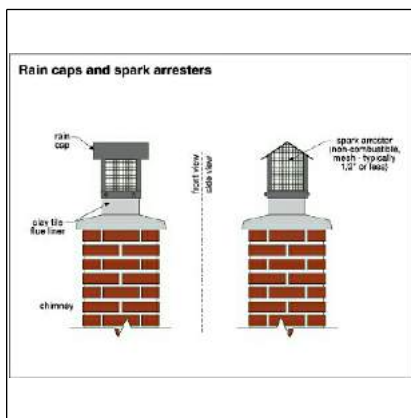 Rain caps and spark arresters
rain
cap
clay tile
flue liner
chimney
front view
side view
spark arrestor
(non-combustible,
mesh - typically
1/2" or less)